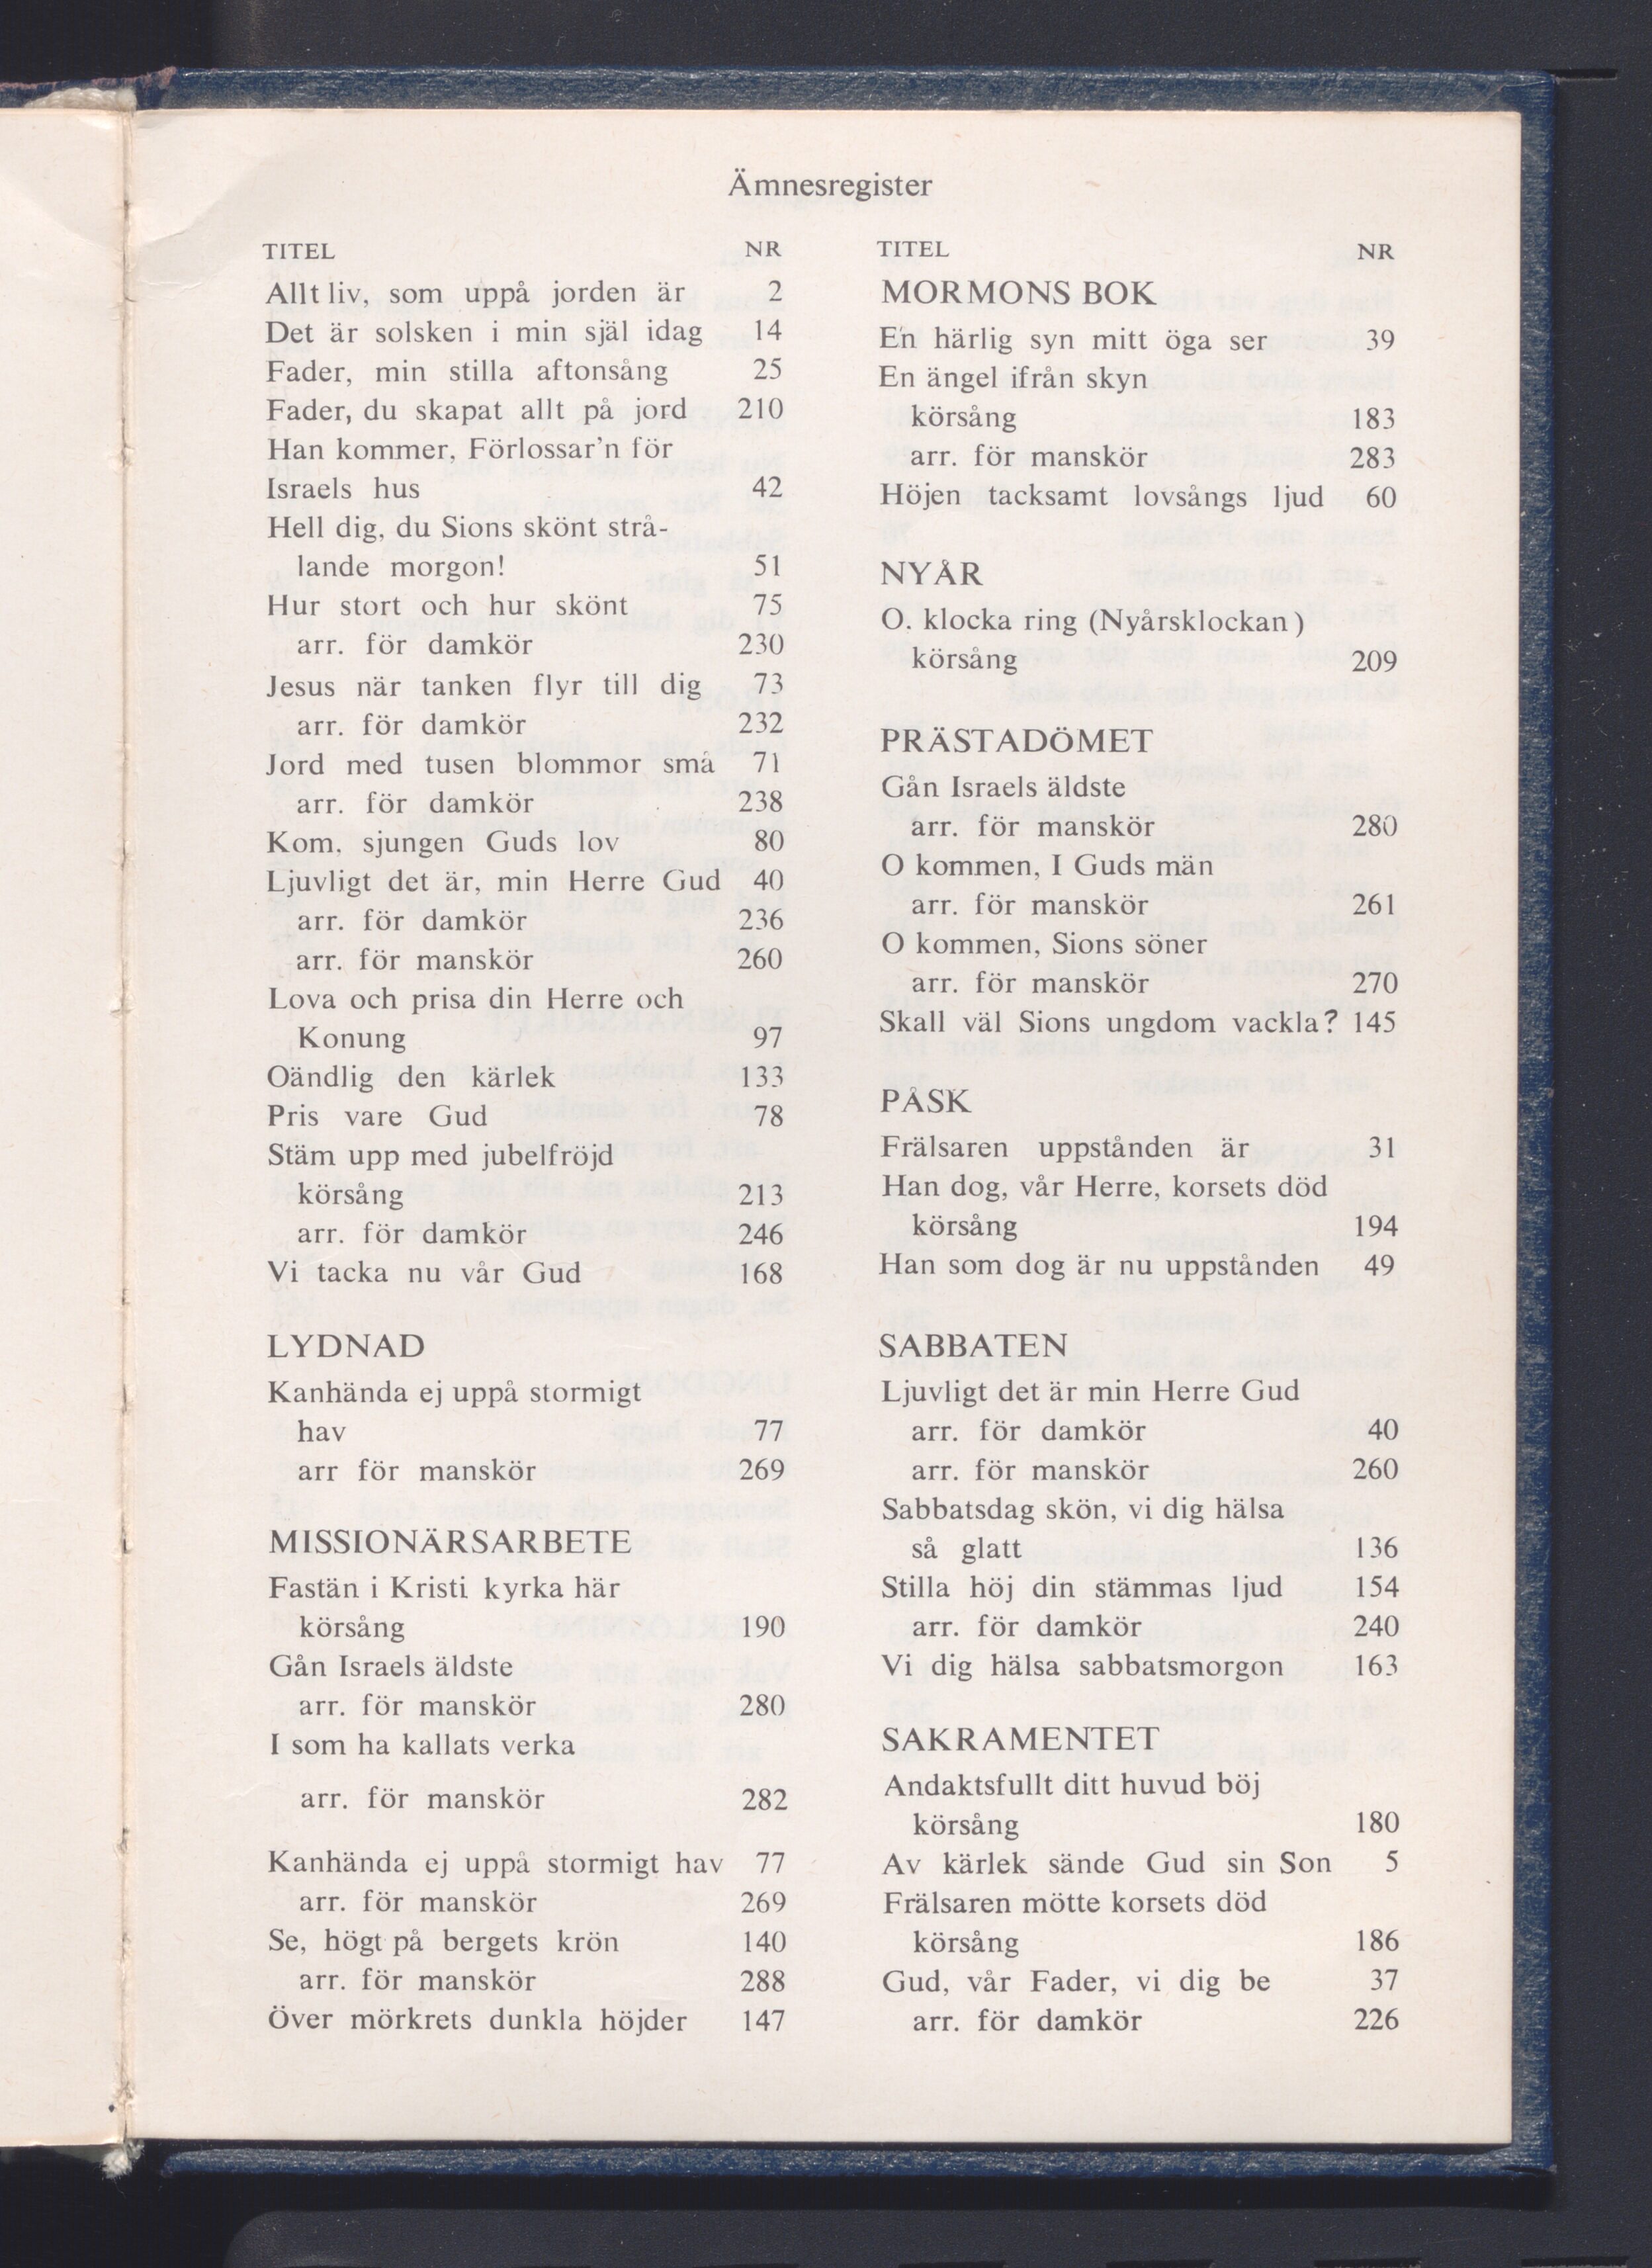 Ämnesregister
TITEL NR
Allt liv, som uppå jorden är 2
Det är solsken i min själ idag 14
Fader, min stilla aftonsång 25
Fader, du skapat allt på jord 210
Han kommer, Förlossar'n för
Israels hus 42
Hell dig, du Sions skönt strå-
lande morgon! 51
Hur stort och hur skönt 75
arr. för damkör 230
Jesus när tanken flyr till dig 73
arr. för damkör 232
Jord med tusen blommor små 71
arr. för damkör 238
Kom, sjungen Guds lov 80
Ljuvligt det är, min Herre Gud 40
arr. för damkör 236
arr. för manskör 260
Lova och prisa din Herre och
Konung 97
Oändlig den kärlek 133
Pris vare Gud 78
Stäm upp med jubelfröjd
körsång 213
arr. för damkör 246
Vi tacka nu vår Gud 168
LYDNAD
Kanhända ej uppå stormigt
hav 77
arr för manskör 269
MISSIONÄRSARBETE
Fastän i Kristi kyrka här
körsång 190
Gån Israels äldste
arr. för manskör 280
I som ha kallats verka
arr. för manskör 282
Kanhända ej uppå stormigt hav 77
arr. för manskör 269
Se, högt på bergets krön 140
arr. för manskör 288
Över mörkrets dunkla höjder 147
TITEL NR
MORMONS BOK
En härlig syn mitt öga ser 39
En ängel ifrån skyn
körsång 183
arr. för manskör 283
Höjen tacksamt lovsångs ljud 60
NYÅR
O. klocka ring (Nyårsklockan)
körsång 209
PRÄSTADÖMET
Gån Israels äldste
arr. för manskör 280
O kommen, I Guds män
arr. för manskör 261
O kommen, Sions söner
arr. för manskör 270
Skall väl Sions ungdom vackla? 145
PÅSK
Frälsaren uppstånden är 31
Han dog, vår Herre, korsets död
körsång 194
Han som dog är nu uppstånden 49
SABBATEN
Ljuvligt det är min Herre Gud
arr. för damkör 40
arr. för manskör 260
Sabbatsdag skön, vi dig hälsa
så glatt 136
Stilla höj din stämmas ljud 154
arr. för damkör 240
Vi dig hälsa sabbatsmorgon 163
SAKRAMENTET
Andaktsfullt ditt huvud böj
körsång 180
Av kärlek sände Gud sin Son 5
Frälsaren mötte korsets död
körsång 186
Gud, vår Fader, vi dig be 37
arr. för damkör 226